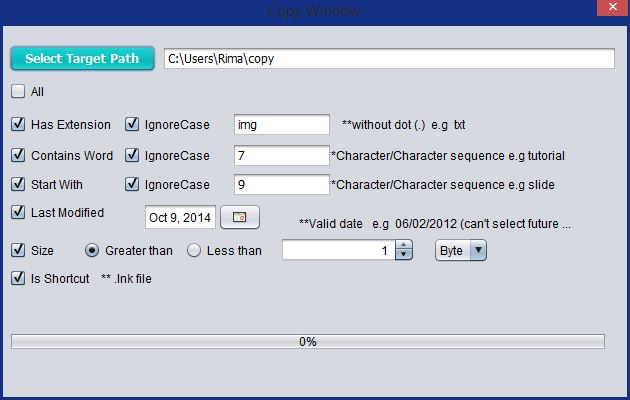 Copy Window
Select Target Path C:\Users\Rima\copy
All
Has Extension IgnoreCase img **without dot (.) e.g txt
Contains Word IgnoreCase 7 *Character/Character sequence e.g tutorial
Start With IgnoreCase 9 *Character/Character sequence e.g slide
Last Modified Oct 9, 2014 **Valid date e.g 06/02/2012 (can't select future ...
Size Greater than Less than 1 Byte
Is Shortcut ** .lnk file
0%